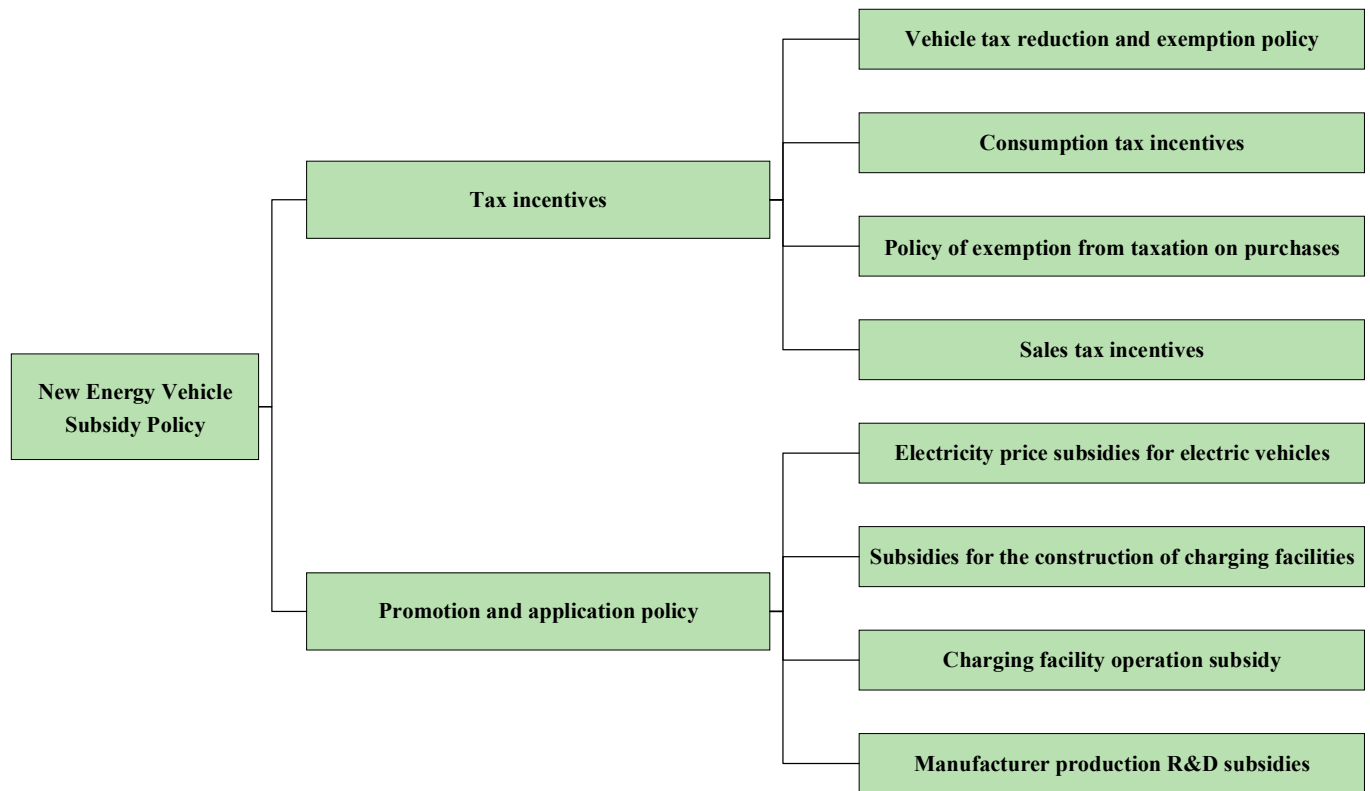 New Energy Vehicle
Subsidy Policy
Tax incentives
Vehicle tax reduction and exemption policy
Consumption tax incentives
Policy of exemption from taxation on purchases
Sales tax incentives
Promotion and application policy
Electricity price subsidies for electric vehicles
Subsidies for the construction of charging facilities
Charging facility operation subsidy
Manufacturer production R&D subsidies